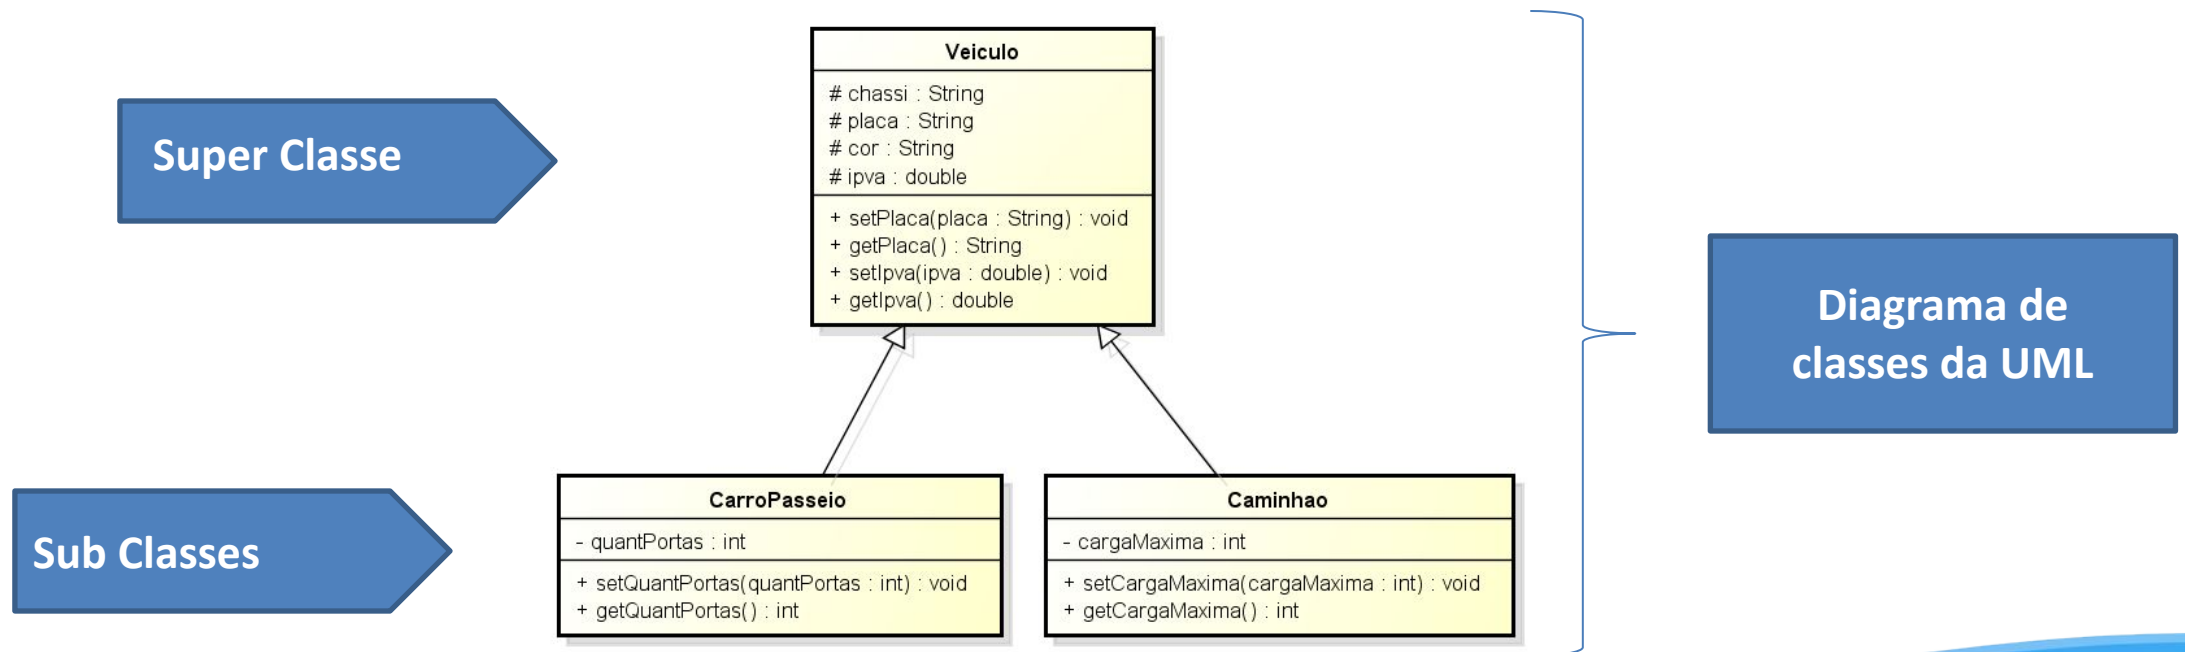 Super Classe
Veiculo
# chassi : String
# placa : String
# cor : String
# ipva : double
+ setPlaca(placa : String) : void
+ getPlaca() : String
+ setIpva(ipva : double) : void
+ getIpva() : double
Diagrama de
classes da UML
Sub Classes
CarroPasseio
- quantPortas : int
+ setQuantPortas(quantPortas : int) : void
+ getQuantPortas() : int
Caminhao
- cargaMaxima : int
+ setCargaMaxima(cargaMaxima : int) : void
+ getCargaMaxima() : int